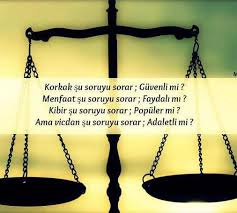 Korkak şu soruyu sorar ; Güvenli mi ?
Menfaat şu soruyu sorar ; Faydalı mı ?
Kibir şu soruyu sorar ; Popüler mi ?
Ama vicdan şu soruyu sorar ; Adaletli mi ?